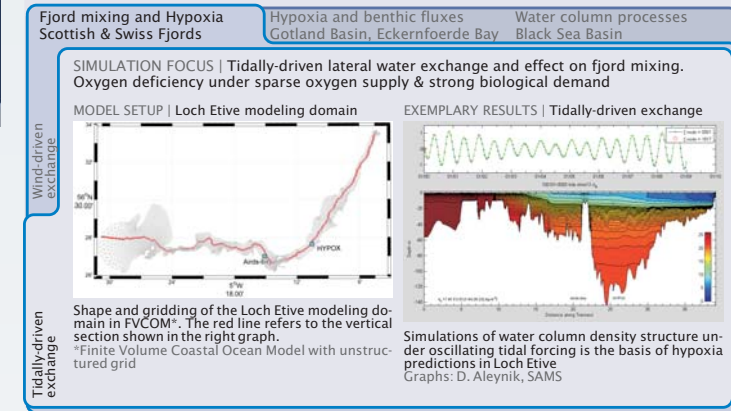 Fjord mixing and Hypoxia
Scottish & Swiss Fjords
Hypoxia and benthic fluxes
Gotland Basin, Eckernfoerde Bay
Water column processes
Black Sea Basin
Wind-driven
exchange
Tidally-driven
exchange
SIMULATION FOCUS | Tidally-driven lateral water exchange and effect on fjord mixing.
Oxygen deficiency under sparse oxygen supply & strong biological demand
MODEL SETUP | Loch Etive modeling domain
56°N
30.00'
Airds
HYPOX
5°W
18.00'
Shape and gridding of the Loch Etive modeling do-
main in FVCOM*. The red line refers to the vertical
section shown in the right graph.
*Finite Volume Coastal Ocean Model with unstruc-
tured grid
EXEMPLARY RESULTS | Tidally-driven exchange
Simulations of water column density structure un-
der oscillating tidal forcing is the basis of hypoxia
predictions in Loch Etive
Graphs: D. Aleynik, SAMS